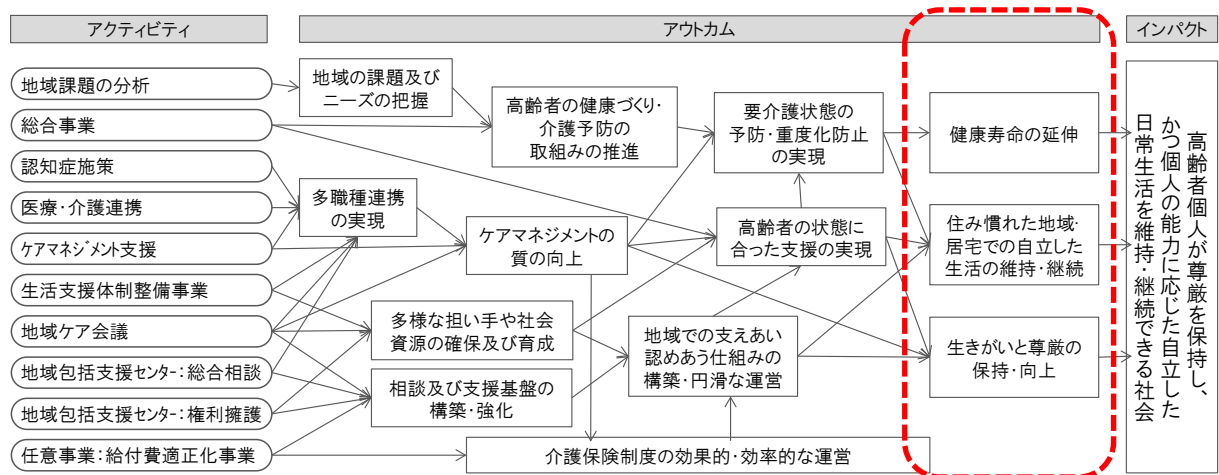 アクティビティ
アウトカム
インパクト
地域課題の分析
総合事業
認知症施策
医療・介護連携
ケアマネジメント支援
生活支援体制整備事業
地域ケア会議
地域包括支援センター：総合相談
地域包括支援センター：権利擁護
任意事業：給付費適正化事業
地域の課題及び
ニーズの把握
多職種連携
の実現
高齢者の健康づくり・
介護予防の
取組みの推進
ケアマネジメントの
質の向上
多様な担い手や社会
資源の確保及び育成
相談及び支援基盤の
構築・強化
要介護状態の
予防・重度化防止
の実現
高齢者の状態に
合った支援の実現
地域での支えあい
認めあう仕組みの
構築・円滑な運営
介護保険制度の効果的・効率的な運営
健康寿命の延伸
住み慣れた地域・
居宅での自立した
生活の維持・継続
生きがいと尊厳の
保持・向上
高齢者個人が尊厳を保持し、
かつ個人の能力に応じた自立した
日常生活を維持・継続できる社会